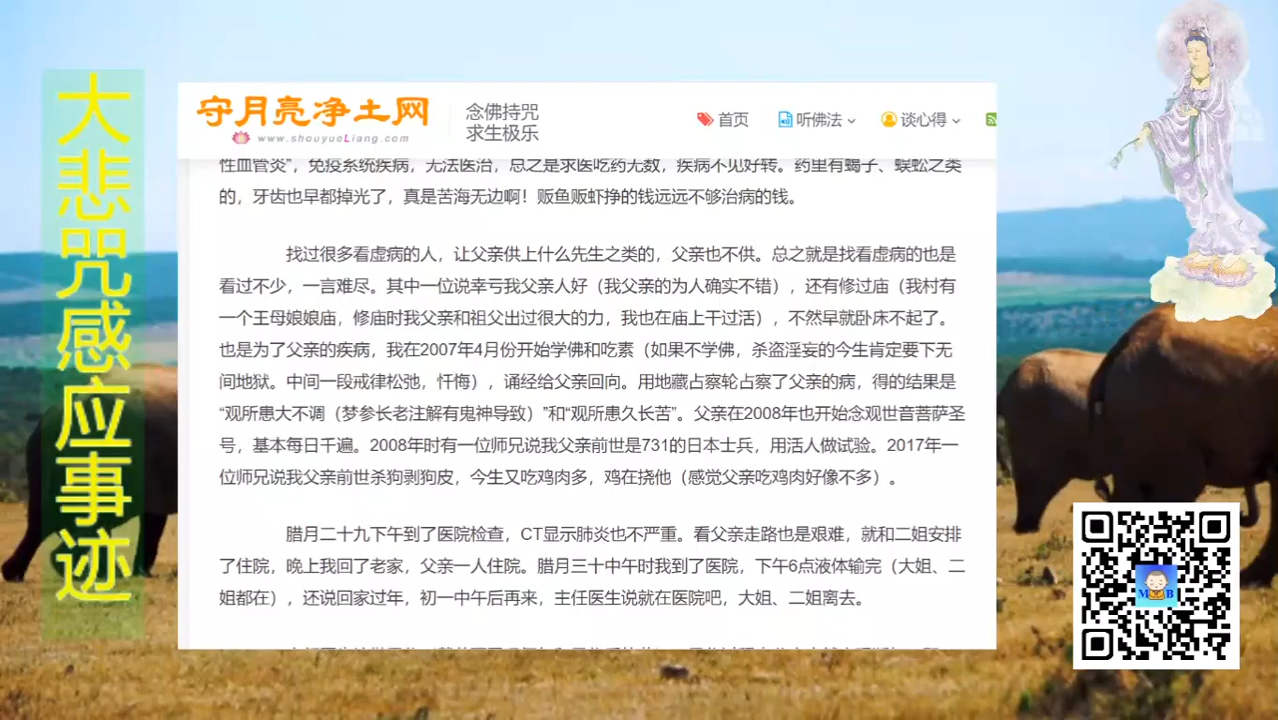 大悲咒感应事迹
守月亮净土网
www.shouyueLiang.com
念佛持咒
求生极乐
首页
听佛法
谈心得
性血管炎”，免疫系统疾病，无法医治，总之是求医吃药无数，疾病不见好转。药里有蝎子、蜈蚣之类
的，牙齿也早都掉光了，真是苦海无边啊！贩鱼贩虾挣的钱远远不够治病的钱。
找过很多看虚病的人，让父亲供上什么先生之类的，父亲也不供。总之就是找看虚病的也是
看过不少，一言难尽。其中一位说幸亏我父亲人好（我父亲的为人确实不错），还有修过庙（我村有
一个王母娘娘庙，修庙时我父亲和祖父出过很大的力，我也在庙上干过活），不然早就卧床不起了。
也是为了父亲的疾病，我在2007年4月份开始学佛和吃素（如果不学佛，杀盗淫妄的今生肯定要下无
间地狱。中间一段戒律松弛，忏悔），诵经给父亲回向。用地藏占察轮占察了父亲的病，得的结果是
“观所患大不调（梦参长老注解有鬼神导致）”和“观所患久长苦”。父亲在2008年也开始念观世音菩萨圣
号，基本每日千遍。2008年时有一位师兄说我父亲前世是731的日本士兵，用活人做试验。2017年一
位师兄说我父亲前世杀狗剥狗皮，今生又吃鸡肉多，鸡在挠他（感觉父亲吃鸡肉好像不多）。
腊月二十九下午到了医院检查，CT显示肺炎也不严重。看父亲走路也是艰难，就和二姐安排
了住院，晚上我回了老家，父亲一人住院。腊月三十中午时我到了医院，下午6点液体输完（大姐、二
姐都在），还说回家过年，初一中午后再来，主任医生说就在医院吧，大姐、二姐离去。
M B